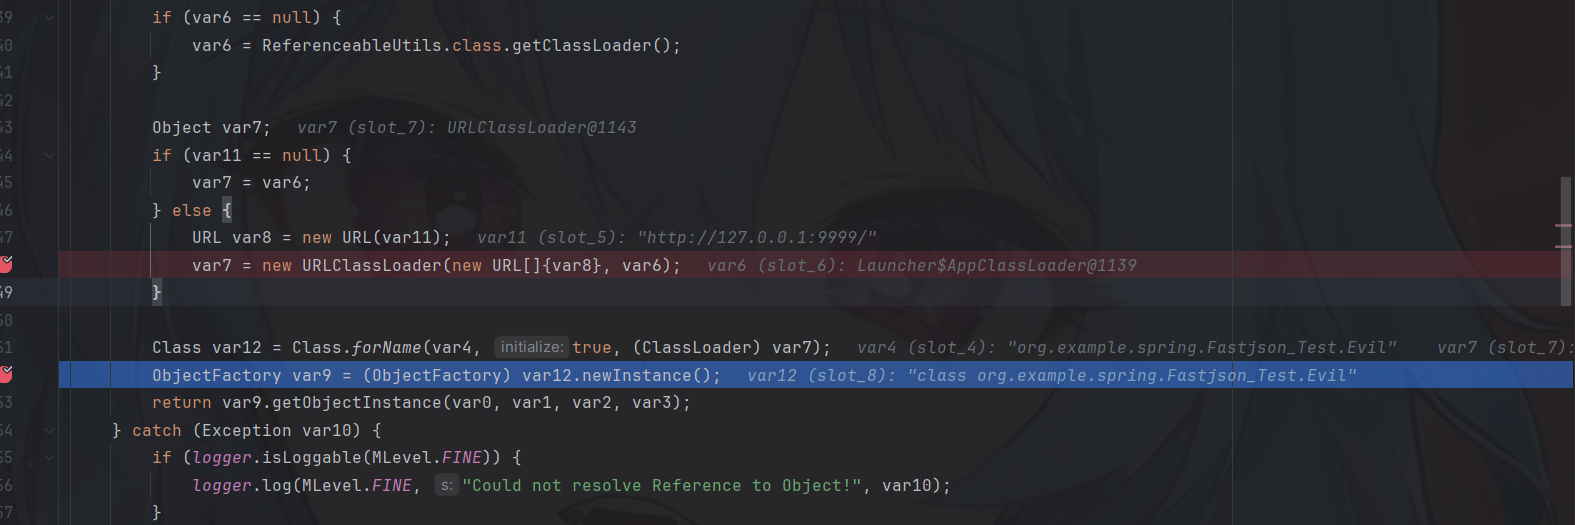 39 if (var6 == null) {
40 var6 = ReferenceableUtils.class.getClassLoader();
41 }
42
43 Object var7; var7 (slot_7): URLClassLoader@1143
44 if (var11 == null) {
45 var7 = var6;
46 } else {
47 URL var8 = new URL(var11); var11 (slot_5): "http://127.0.0.1:9999/"
var7 = new URLClassLoader(new URL[]{var8}, var6); var6 (slot_6): Launcher$AppClassLoader@1139
49 }
50
51 Class var12 = Class.forName(var4, initialize: true, (ClassLoader) var7); var4 (slot_4): "org.example.spring.Fastjson_Test.Evil" var7 (slot_7):
ObjectFactory var9 = (ObjectFactory) var12.newInstance(); var12 (slot_8): "class org.example.spring.Fastjson_Test.Evil"
53 return var9.getObjectInstance(var0, var1, var2, var3);
54 } catch (Exception var10) {
55 if (logger.isLoggable(MLevel.FINE)) {
56 logger.log(MLevel.FINE, s: "Could not resolve Reference to Object!", var10);
57 }